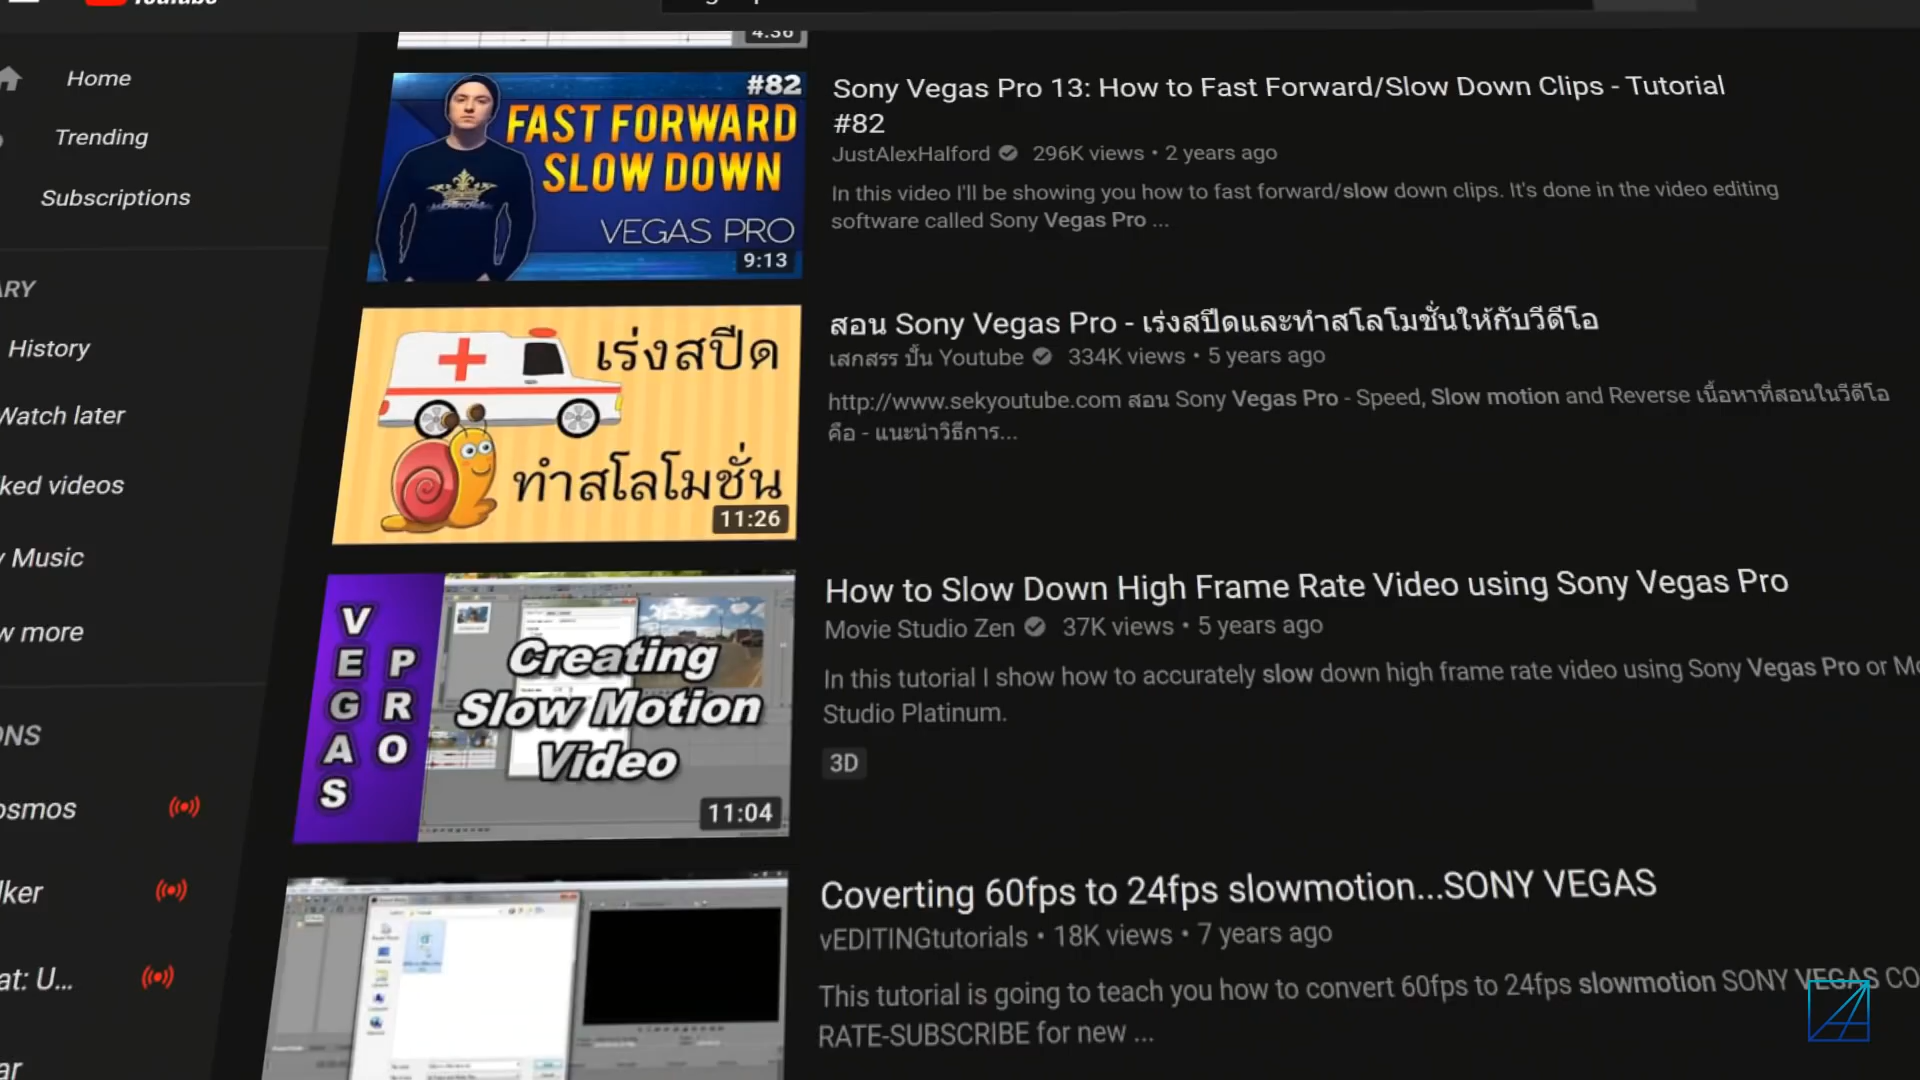 YouTube
Home
Trending
Subscriptions
History
Watch later
ked videos
Music
w more
osmos
lker
at: U...
ar
4:36
#82
FAST FORWARD
SLOW DOWN
VEGAS PRO
9:13
Sony Vegas Pro 13: How to Fast Forward/Slow Down Clips - Tutorial
#82
JustAlexHalford 296K views • 2 years ago
In this video I'll be showing you how to fast forward/slow down clips. It's done in the video editing
software called Sony Vegas Pro ...
เร่งสปีด
ทำสโลโมชั่น
11:26
สอน Sony Vegas Pro - เร่งสปีดและทำสโลโมชั่นให้กับวีดีโอ
เสกสรร ปั้น Youtube 334K views • 5 years ago
http://www.sekyoutube.com สอน Sony Vegas Pro - Speed, Slow motion and Reverse เนื้อหาที่สอนในวีดีโอ
คือ - แนะนำวิธีการ...
VEGAS
PRO
Creating
Slow Motion
Video
11:04
How to Slow Down High Frame Rate Video using Sony Vegas Pro
Movie Studio Zen 37K views • 5 years ago
In this tutorial I show how to accurately slow down high frame rate video using Sony Vegas Pro or Mo
Studio Platinum.
3D
Coverting 60fps to 24fps slowmotion...SONY VEGAS
vEDITINGtutorials • 18K views • 7 years ago
This tutorial is going to teach you how to convert 60fps to 24fps slowmotion SONY VEGAS CO
RATE-SUBSCRIBE for new ...